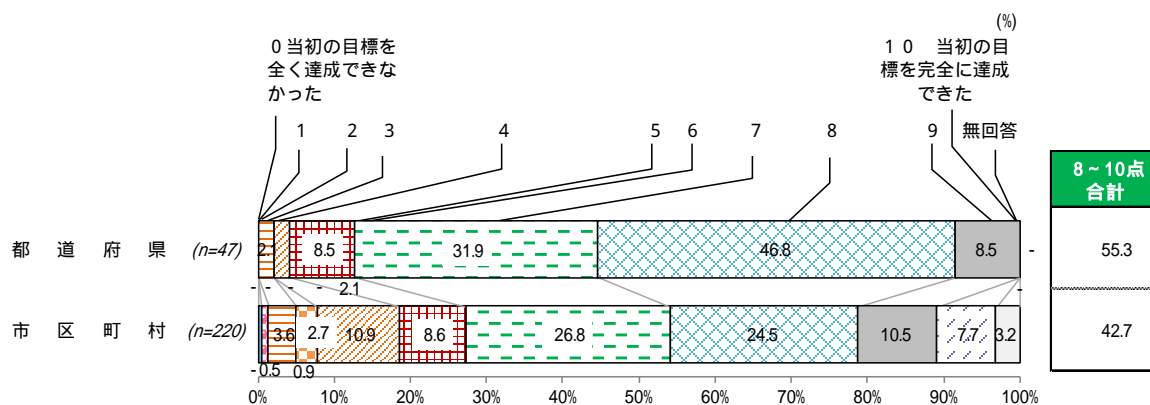 (%)
0 当初の目標を
全く達成できな
かった
10 当初の目
標を完全に達成
できた
1 2 3 4 5 6 7 8 9 無回答
8~10点
合計
都道府県 (n=47) 2.1 8.5 31.9 46.8 8.5 - 55.3
- - - - 2.1 -
市区町村 (n=220) 3.6 2.7 10.9 8.6 26.8 24.5 10.5 7.7 3.2 42.7
- 0.5 0.9
0% 10% 20% 30% 40% 50% 60% 70% 80% 90% 100%